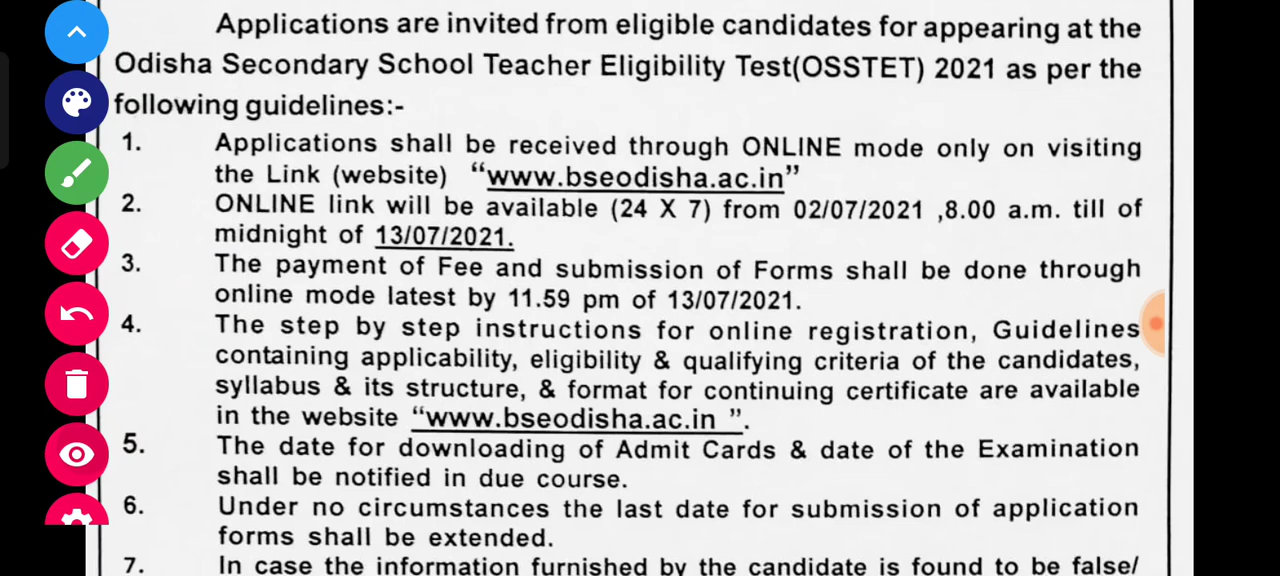 Applications are invited from eligible candidates for appearing at the
Odisha Secondary School Teacher Eligibility Test(OSSTET) 2021 as per the
following guidelines:-
1. Applications shall be received through ONLINE mode only on visiting
the Link (website) “www.bseodisha.ac.in”
2. ONLINE link will be available (24 X 7) from 02/07/2021 ,8.00 a.m. till of
midnight of 13/07/2021.
3. The payment of Fee and submission of Forms shall be done through
online mode latest by 11.59 pm of 13/07/2021.
4. The step by step instructions for online registration, Guidelines
containing applicability, eligibility & qualifying criteria of the candidates,
syllabus & its structure, & format for continuing certificate are available
in the website “www.bseodisha.ac.in ”.
5. The date for downloading of Admit Cards & date of the Examination
shall be notified in due course.
6. Under no circumstances the last date for submission of application
forms shall be extended.
7. In case the information furnished by the candidate is found to be false/